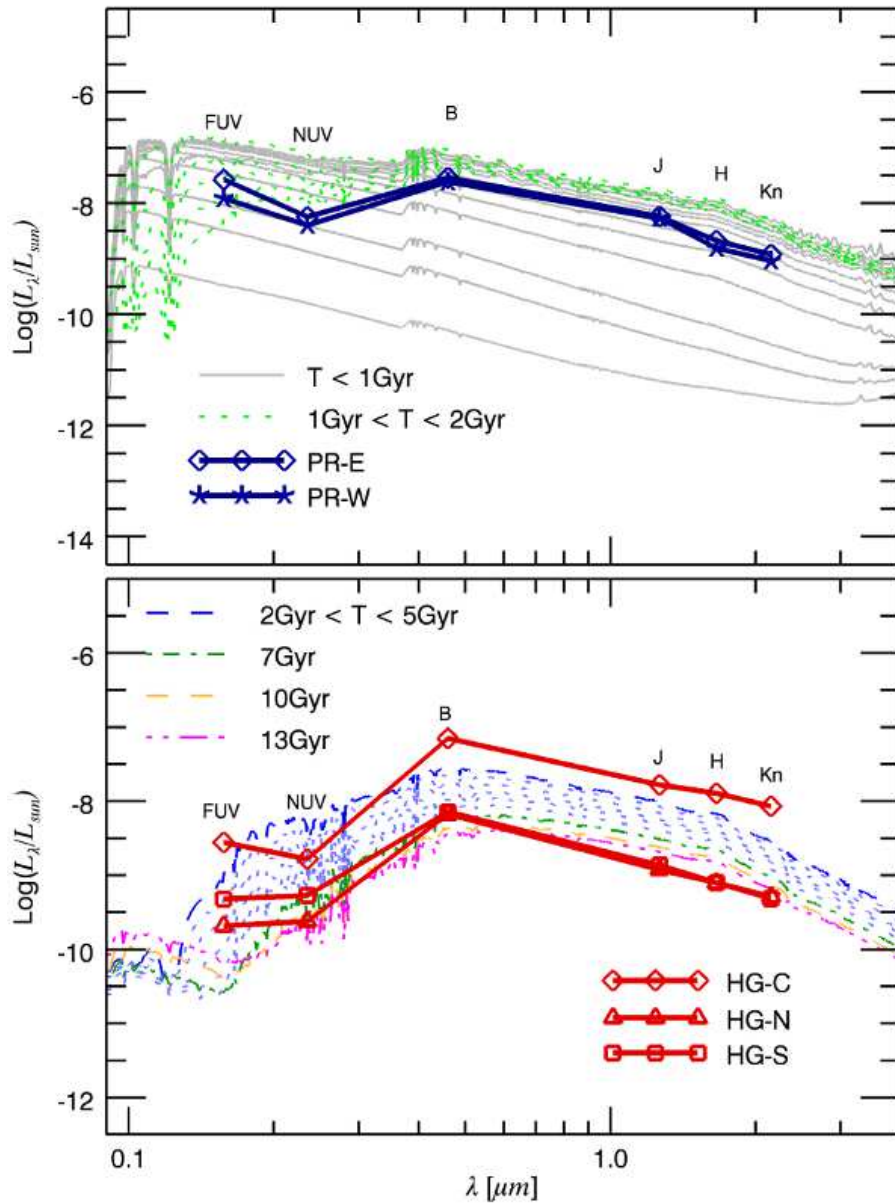 -6
FUV
NUV
B
J
H
Kn
-8
Log(Lλ/Lsun)
-10
T < 1Gyr
1Gyr < T < 2Gyr
-12
PR-E
PR-W
-14
2Gyr < T < 5Gyr
-6
7Gyr
10Gyr
B
13Gyr
J
H
Kn
-8
FUV
NUV
Log(Lλ/Lsun)
-10
HG-C
HG-N
HG-S
-12
0.1
1.0
λ [μm]